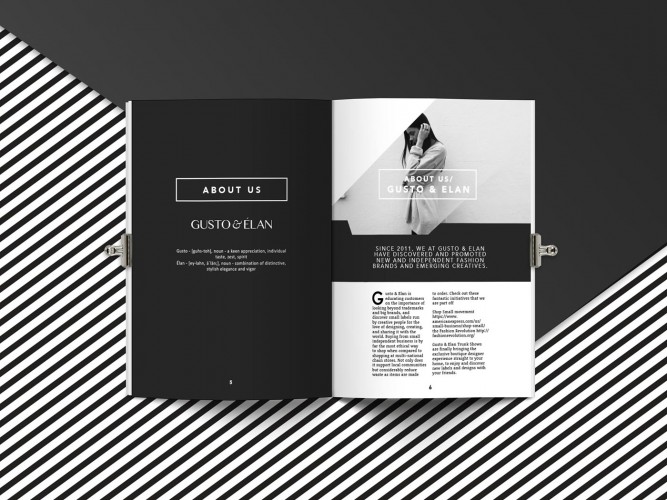 ABOUT US
GUSTO & ÉLAN
Gusto - [guhs-toh], noun - a keen appreciation, individual
taste, zest, spirit
Élan - [ey-lahn, ā'län;], noun - combination of distinctive,
stylish elegance and vigor
ABOUT US/
GUSTO & ELAN
SINCE 2011, WE AT GUSTO & ELAN
HAVE DISCOVERED AND PROMOTED
NEW AND INDEPENDENT FASHION
BRANDS AND EMERGING CREATIVES.
Gusto & Elan is
educating customers
on the importance of
looking beyond trademarks
and big brands, and
discover small labels run
by creative people for the
love of designing, creating,
and sharing it with the
world. Buying from small
independent business is by
far the most ethical way
to shop when compared to
shopping at multi-national
chain stores. Not only does
it support local communities
but considerably reduce
waste as items are made
to order. Check out these
fantastic initiatives that we
are part off
Shop Small movement
https://www.
americanexpress.com/us/
small-business/shop-small/
the Fashion Revolution http://
fashionrevolution.org/
Gusto & Elan Trunk Shows
are finally bringing the
exclusive boutique designer
experience straight to your
home, to enjoy and discover
new labels and designs with
your friends.
6